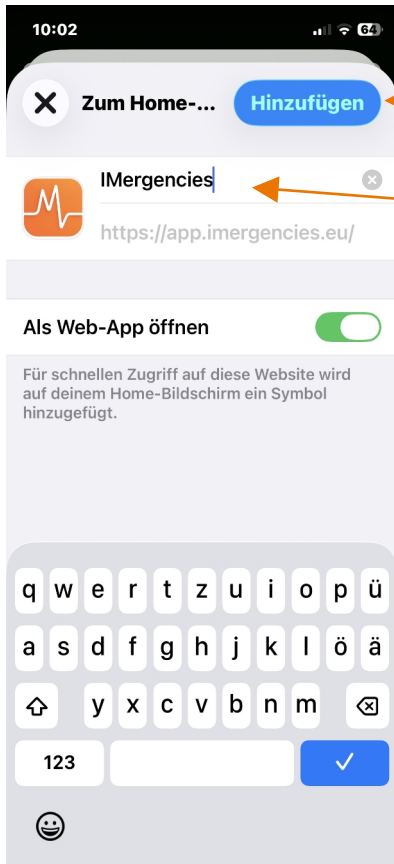 10:02
64
Zum Home-...
Hinzufügen
IMergencies
https://app.imergencies.eu/
Als Web-App öffnen
Für schnellen Zugriff auf diese Website wird
auf deinem Home-Bildschirm ein Symbol
hinzugefügt.
q w e r t z u i o p ü
a s d f g h j k l ö ä
y x c v b n m
123